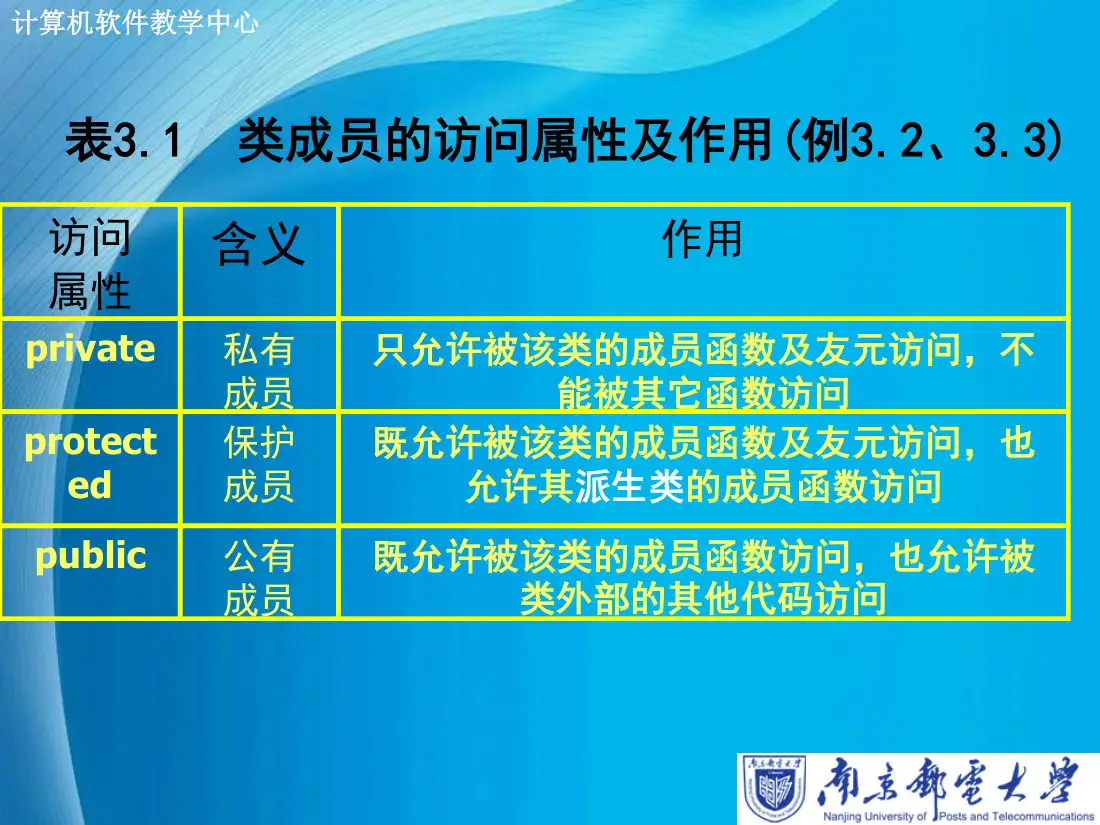 计算机软件教学中心
表3.1 类成员的访问属性及作用(例3.2、3.3)
访问
属性
含义
作用
private
私有
成员
只允许被该类的成员函数及友元访问，不
能被其它函数访问
protect
ed
保护
成员
既允许被该类的成员函数及友元访问，也
允许其派生类的成员函数访问
public
公有
成员
既允许被该类的成员函数访问，也允许被
类外部的其他代码访问
南京郵電大學
Nanjing University of Posts and Telecommunications